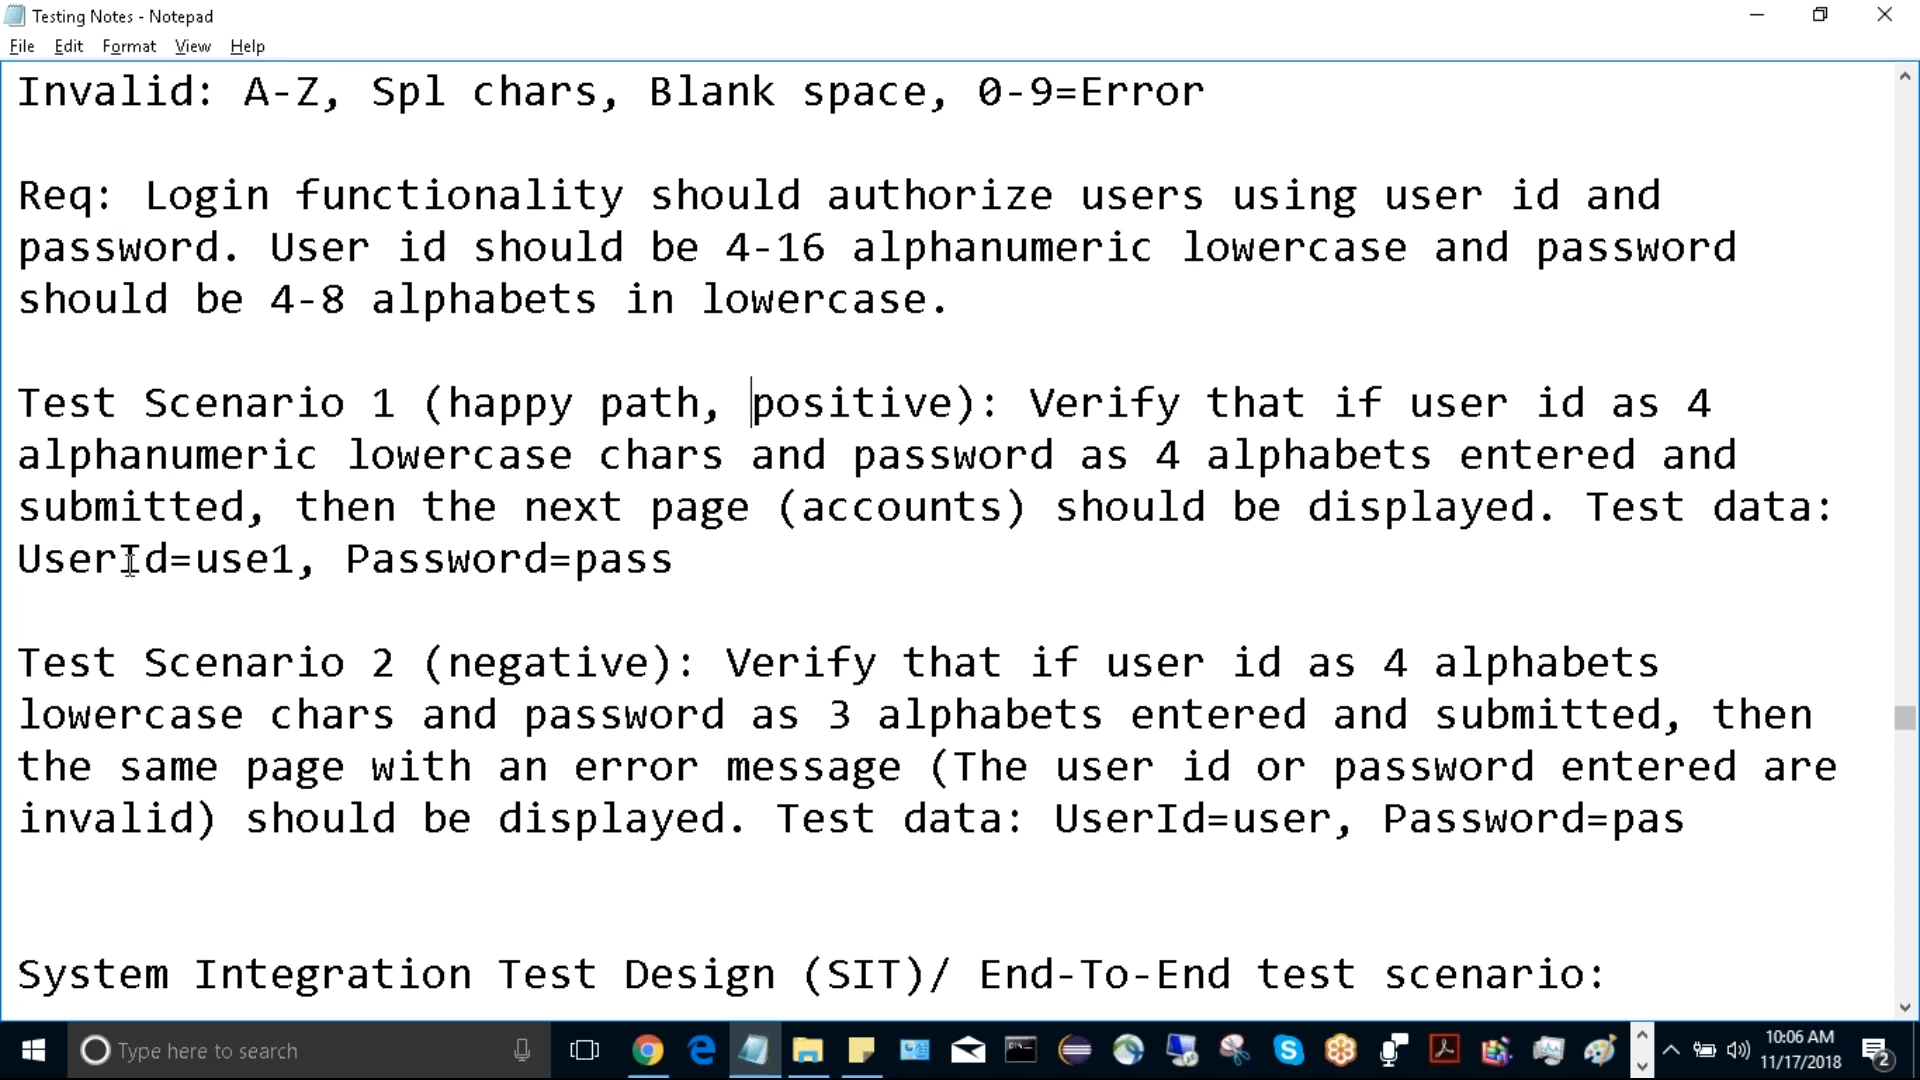 Testing Notes - Notepad
File Edit Format View Help
Invalid: A-Z, Spl chars, Blank space, 0-9=Error
Req: Login functionality should authorize users using user id and
password. User id should be 4-16 alphanumeric lowercase and password
should be 4-8 alphabets in lowercase.
Test Scenario 1 (happy path, positive): Verify that if user id as 4
alphanumeric lowercase chars and password as 4 alphabets entered and
submitted, then the next page (accounts) should be displayed. Test data:
UserId=use1, Password=pass
Test Scenario 2 (negative): Verify that if user id as 4 alphabets
lowercase chars and password as 3 alphabets entered and submitted, then
the same page with an error message (The user id or password entered are
invalid) should be displayed. Test data: UserId=user, Password=pas
System Integration Test Design (SIT)/ End-To-End test scenario:
Type here to search
10:06 AM
11/17/2018
2